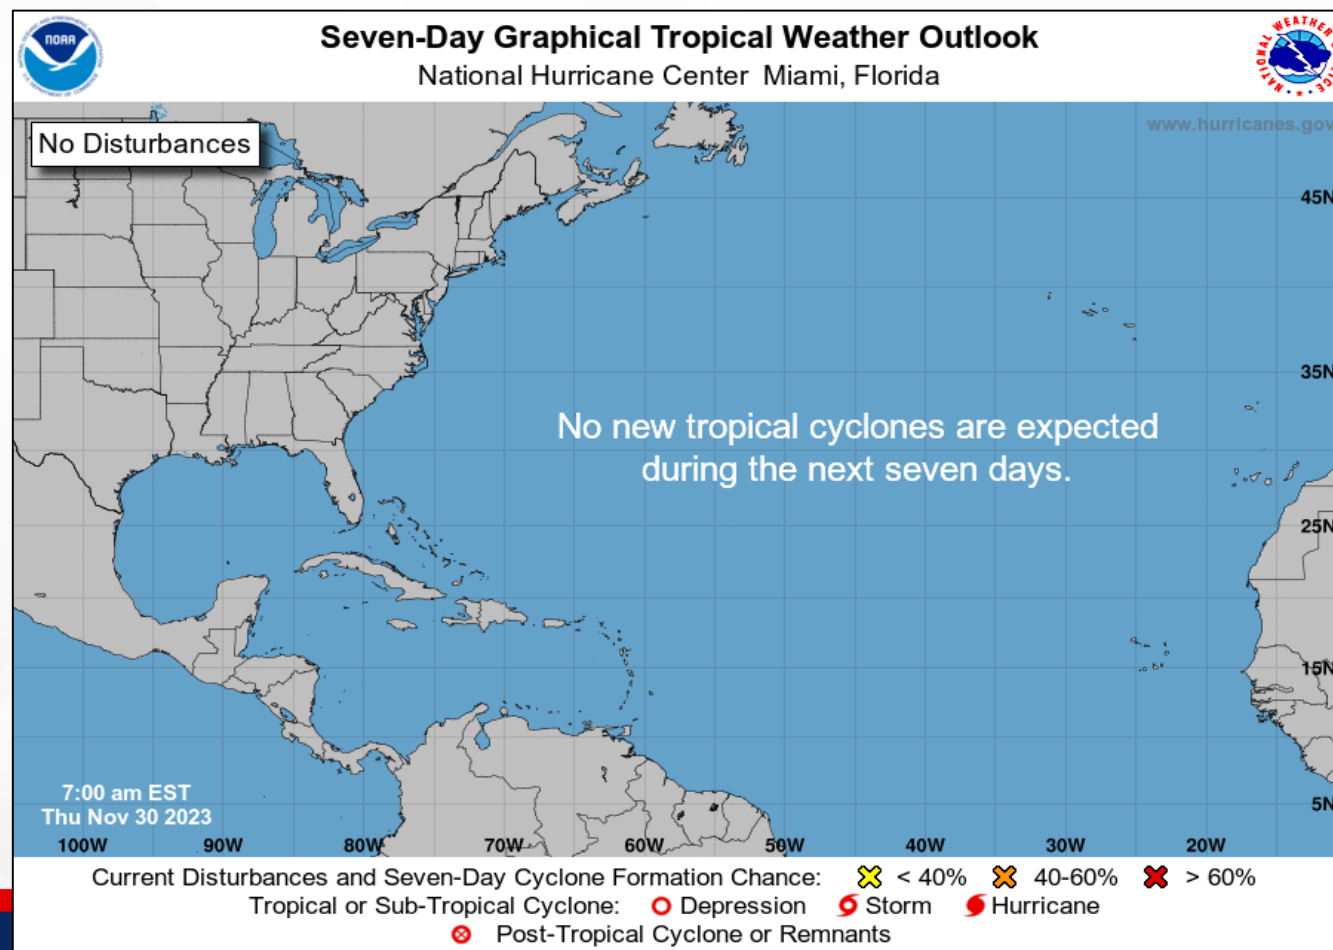 Seven-Day Graphical Tropical Weather Outlook
National Hurricane Center Miami, Florida
NOAA
No Disturbances
www.hurricanes.gov
45N
35N
No new tropical cyclones are expected
during the next seven days.
25N
15N
5N
7:00 am EST
Thu Nov 30 2023
100W 90W 80W 70W 60W 50W 40W 30W 20W
Current Disturbances and Seven-Day Cyclone Formation Chance: < 40% 40-60% > 60%
Tropical or Sub-Tropical Cyclone: Depression Storm Hurricane
Post-Tropical Cyclone or Remnants